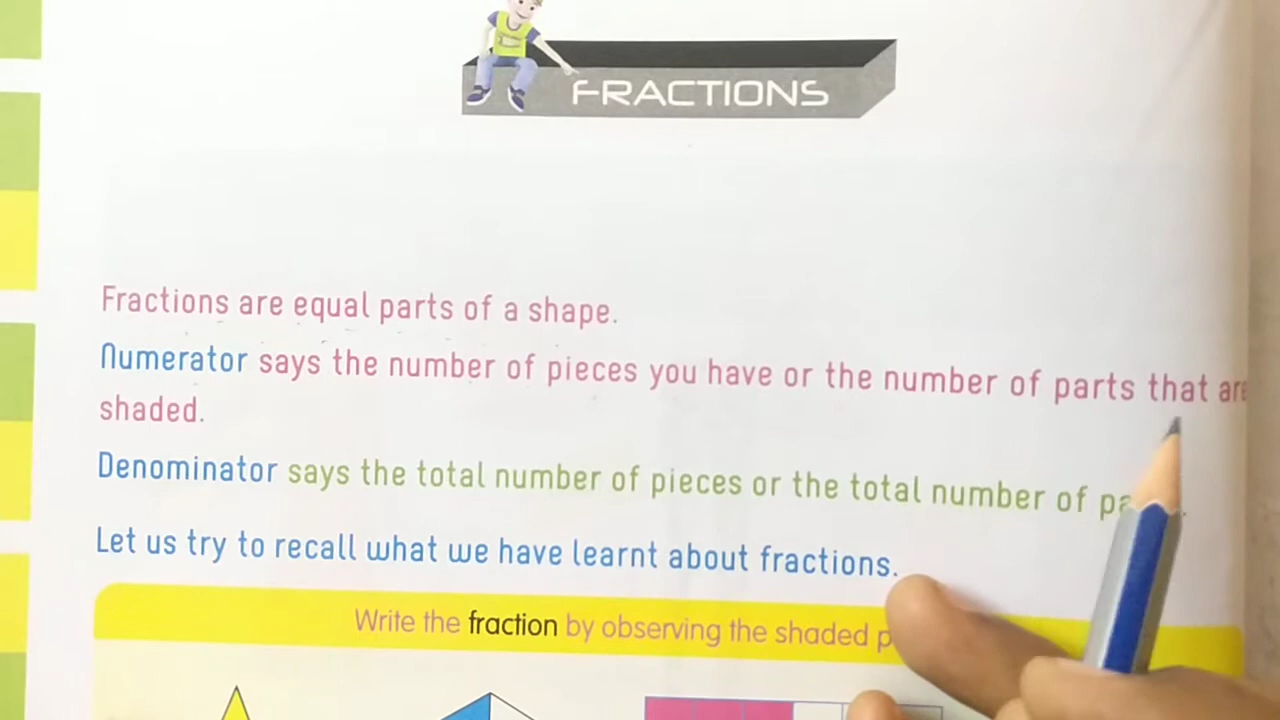 FRACTIONS
Fractions are equal parts of a shape.
Numerator says the number of pieces you have or the number of parts that are
shaded.
Denominator says the total number of pieces or the total number of
Let us try to recall what we have learnt about fractions.
Write the fraction by observing the shaded